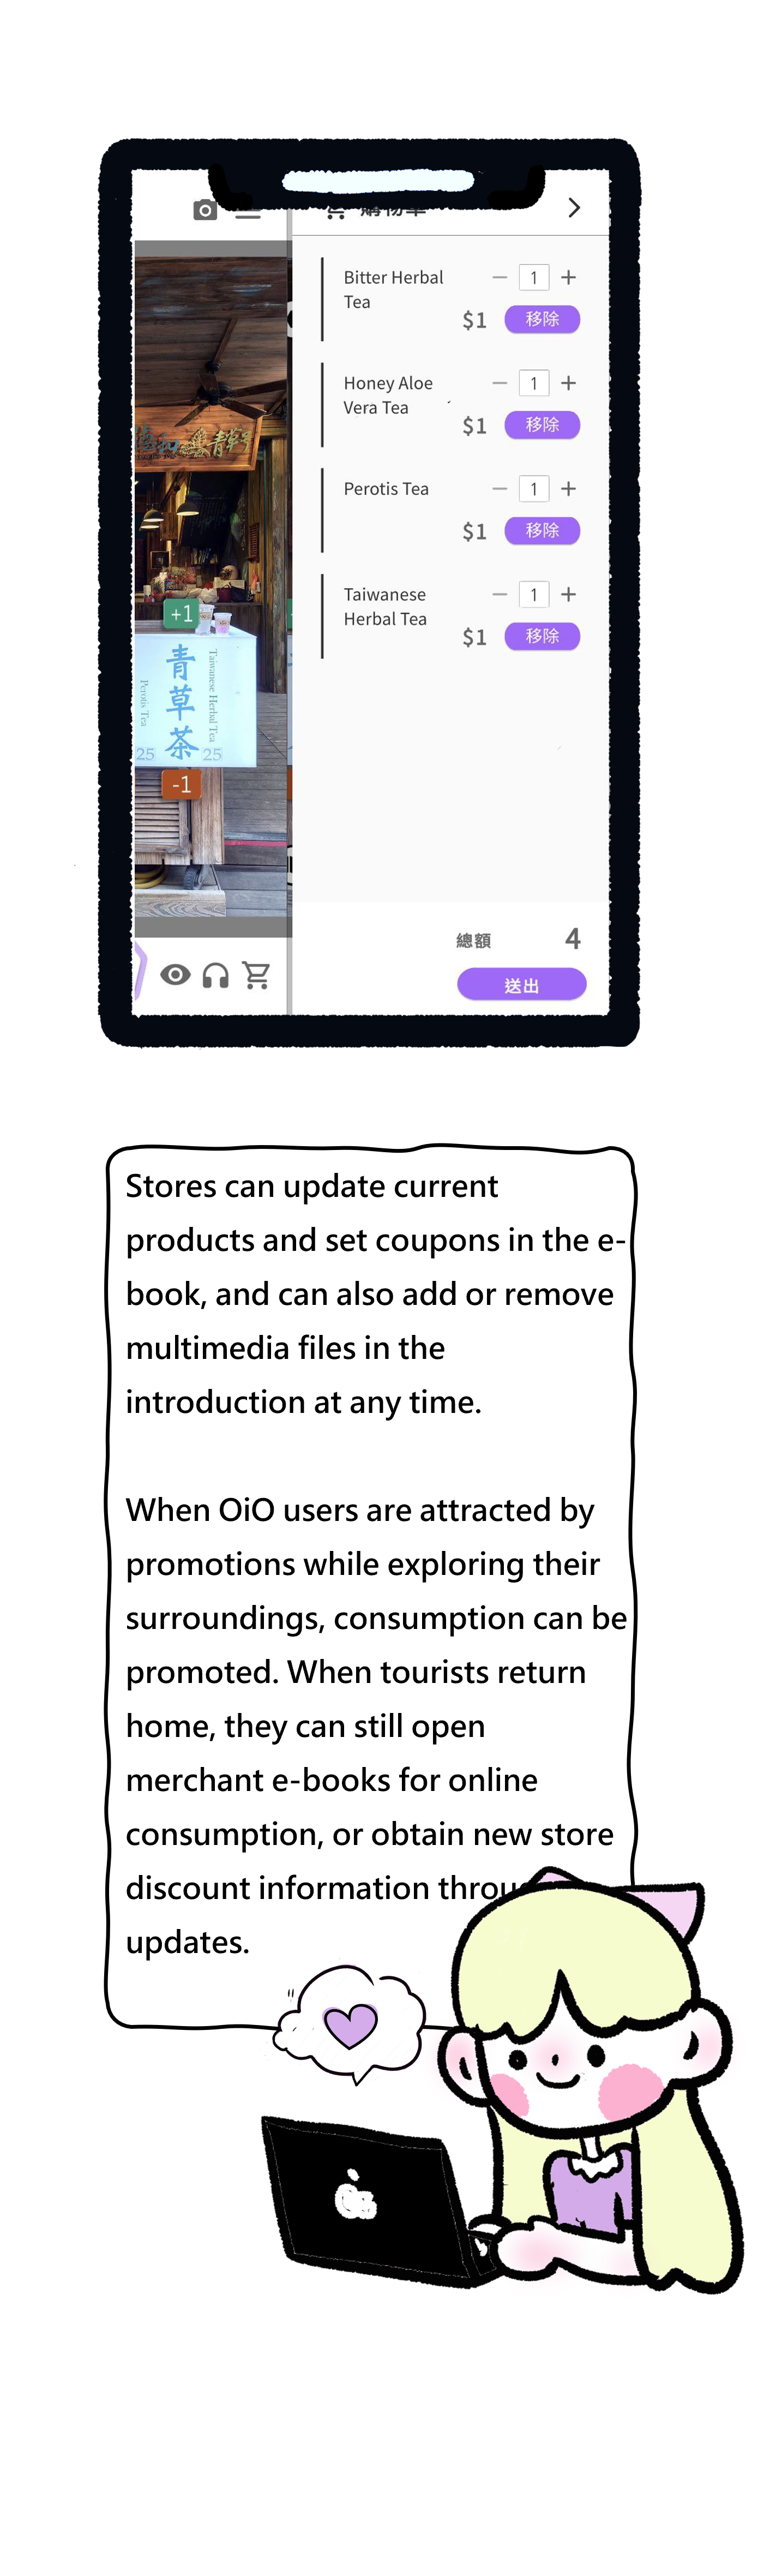 購物車
Bitter Herbal
Tea
1
$1
移除
Honey Aloe
Vera Tea
1
$1
移除
Perotis Tea
1
$1
移除
Taiwanese
Herbal Tea
1
$1
移除
總額 4
送出
青草
+1
青草茶
Taiwanese Herbal Tea
25
Perotis Tea
25
-1
Stores can update current
products and set coupons in the e-
book, and can also add or remove
multimedia files in the
introduction at any time.
When OiO users are attracted by
promotions while exploring their
surroundings, consumption can be
promoted. When tourists return
home, they can still open
merchant e-books for online
consumption, or obtain new store
discount information
updates.